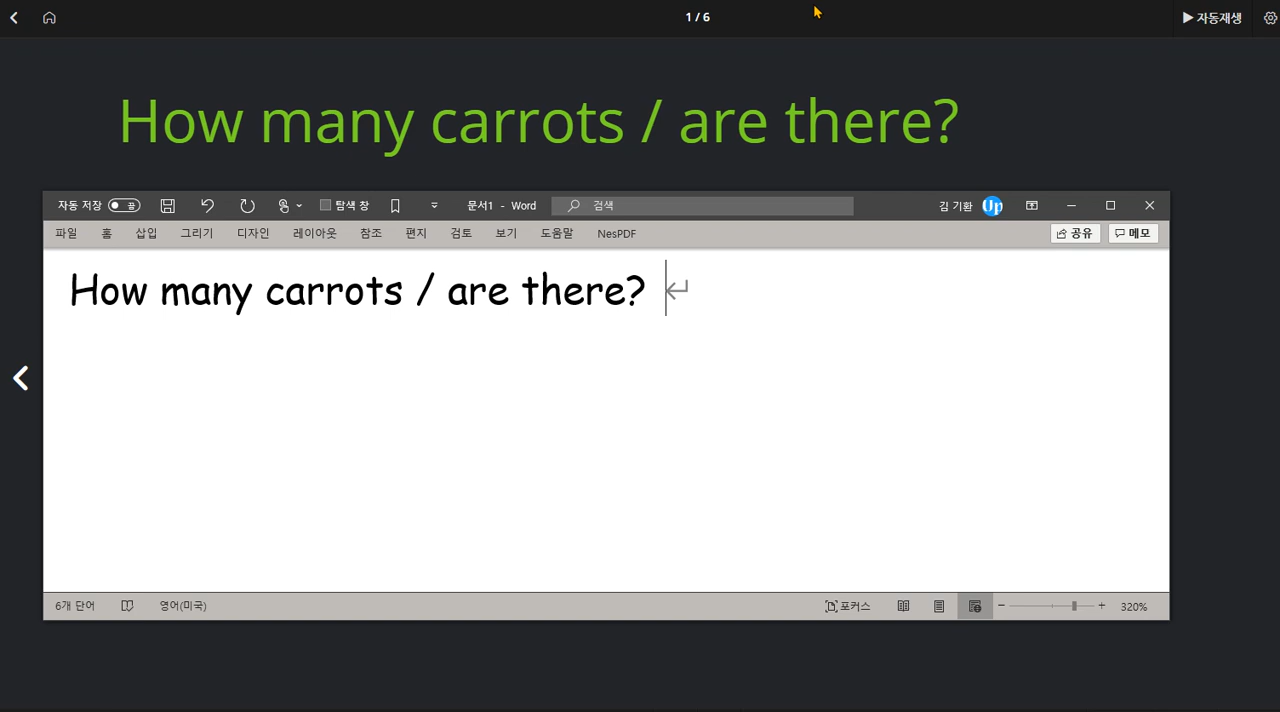 1 / 6
자동재생
How many carrots / are there?
자동 저장 끔 탐색 창 문서1 - Word 검색 김 기환 Up
파일 홈 삽입 그리기 디자인 레이아웃 참조 편지 검토 보기 도움말 NesPDF 공유 메모
How many carrots / are there?
6개 단어 영어(미국) 포커스 320%